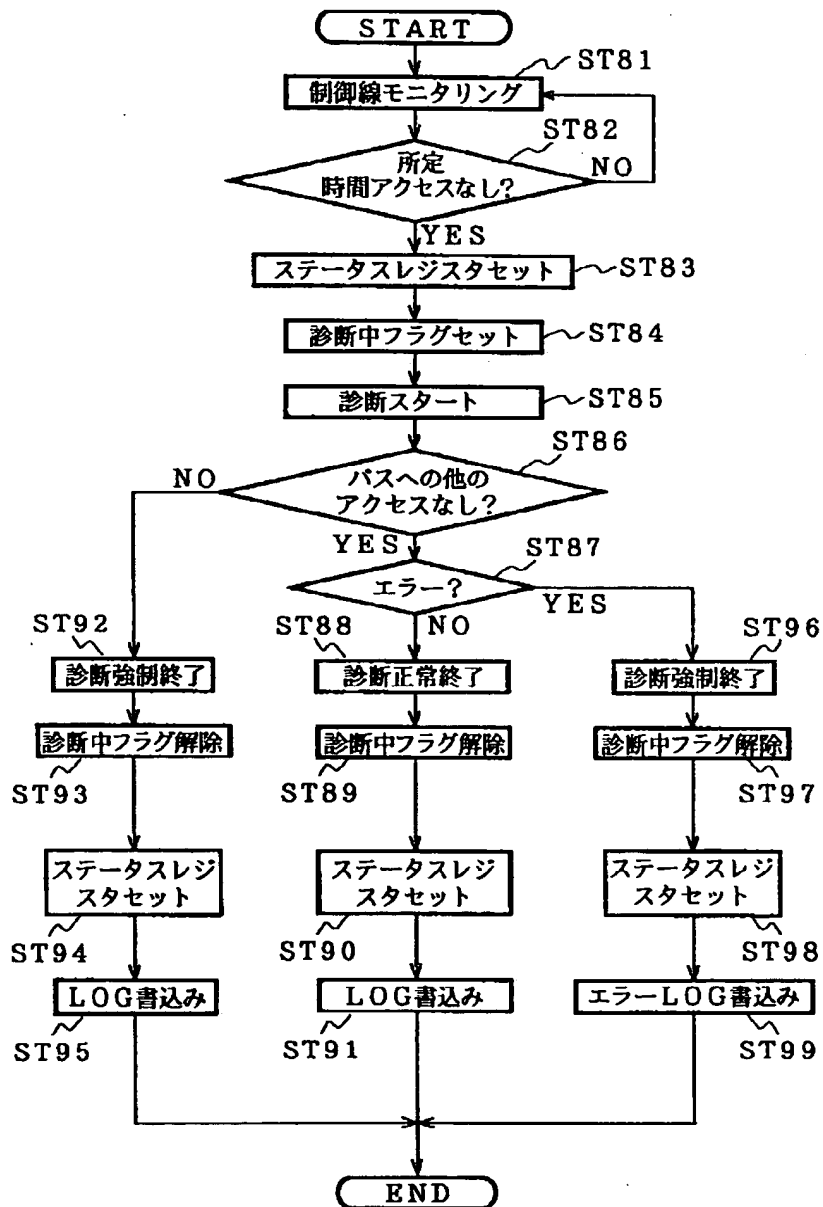 START
ST81
制御線モニタリング
ST82
所定
時間アクセスなし?
NO
YES
ステータスレジスタセット
ST83
診断中フラグセット
ST84
診断スタート
ST85
ST86
NO
バスへの他の
アクセスなし?
YES
ST87
エラー?
YES
NO
ST92
診断強制終了
診断中フラグ解除
ST93
ステータスレジ
スタセット
ST94
LOG書込み
ST95
ST88
診断正常終了
診断中フラグ解除
ST89
ステータスレジ
スタセット
ST90
LOG書込み
ST91
ST96
診断強制終了
診断中フラグ解除
ST97
ステータスレジ
スタセット
ST98
エラーLOG書込み
ST99
END